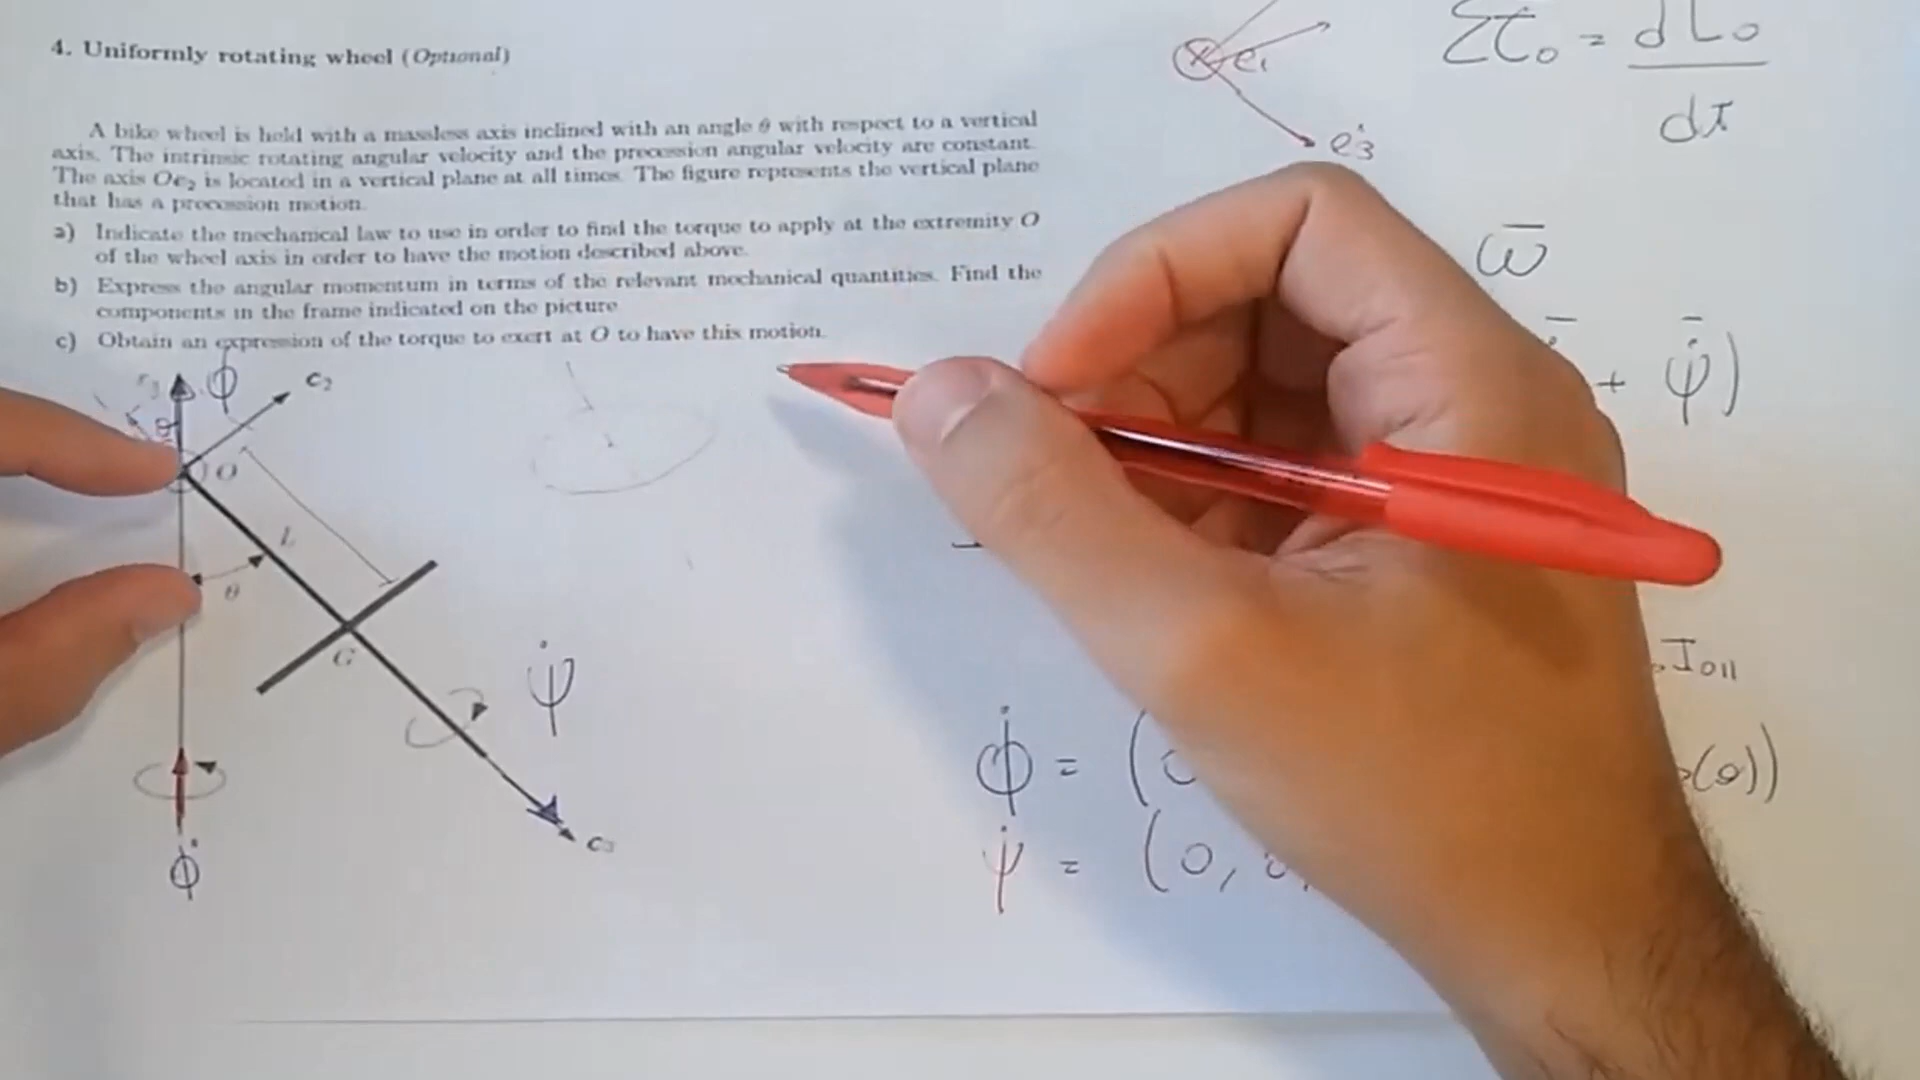 4. Uniformly rotating wheel (Optional)
A bike wheel is held with a massless axis inclined with an angle θ with respect to a vertical
axis. The intrinsic rotating angular velocity and the precession angular velocity are constant.
The axis Oe₂ is located in a vertical plane at all times. The figure represents the vertical plane
that has a precession motion.
a) Indicate the mechanical law to use in order to find the torque to apply at the extremity O
of the wheel axis in order to have the motion described above.
b) Express the angular momentum in terms of the relevant mechanical quantities. Find the
components in the frame indicated on the picture
c) Obtain an expression of the torque to exert at O to have this motion.
ϕ
e₂
θ
O
L
θ
G
ψ̇
e₃
ϕ̇
e₁
e₃
Στ₀ = dL₀
dt
ω̄
+ ψ̇)
I₀₁₁
ϕ̇ = (
(θ))
ψ̇ = (0, 0,